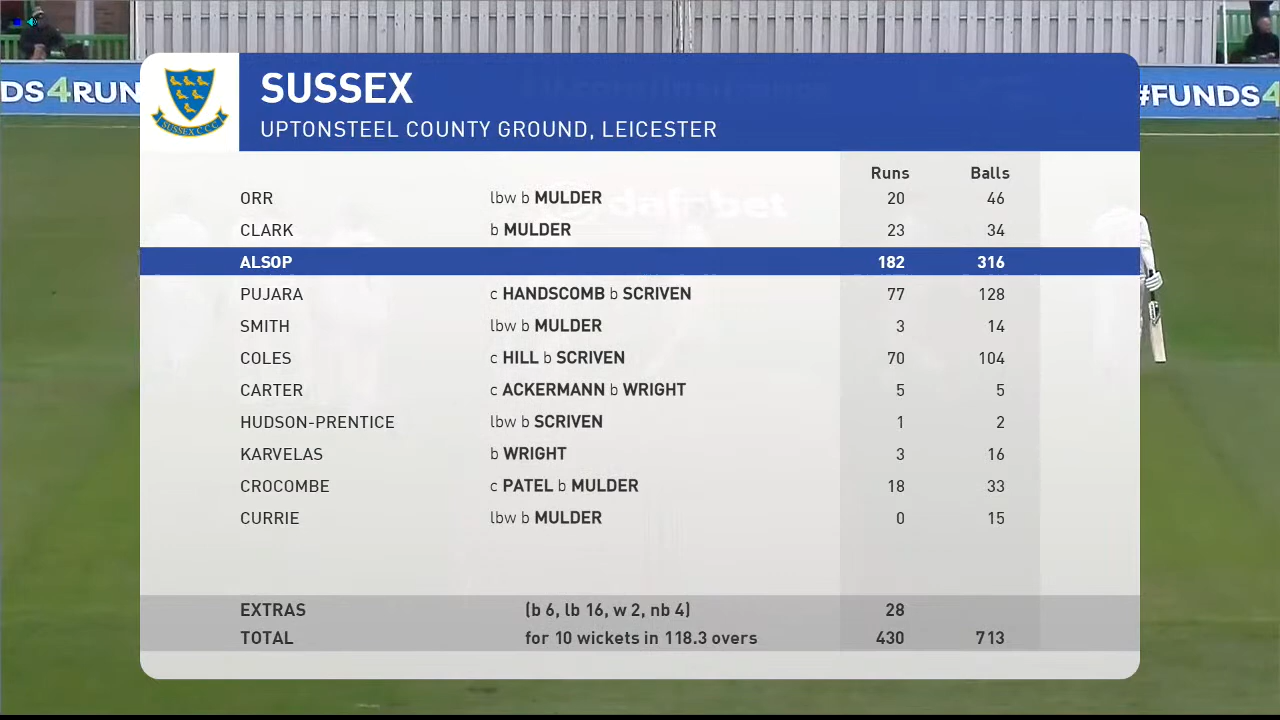 DS4RUN
#FUNDS4
SUSSEX C.C.C
SUSSEX
UPTONSTEEL COUNTY GROUND, LEICESTER
Runs Balls
ORR lbw b MULDER 20 46
CLARK b MULDER 23 34
ALSOP 182 316
PUJARA c HANDSCOMB b SCRIVEN 77 128
SMITH lbw b MULDER 3 14
COLES c HILL b SCRIVEN 70 104
CARTER c ACKERMANN b WRIGHT 5 5
HUDSON-PRENTICE lbw b SCRIVEN 1 2
KARVELAS b WRIGHT 3 16
CROCOMBE c PATEL b MULDER 18 33
CURRIE lbw b MULDER 0 15
EXTRAS (b 6, lb 16, w 2, nb 4) 28
TOTAL for 10 wickets in 118.3 overs 430 713
dafabet